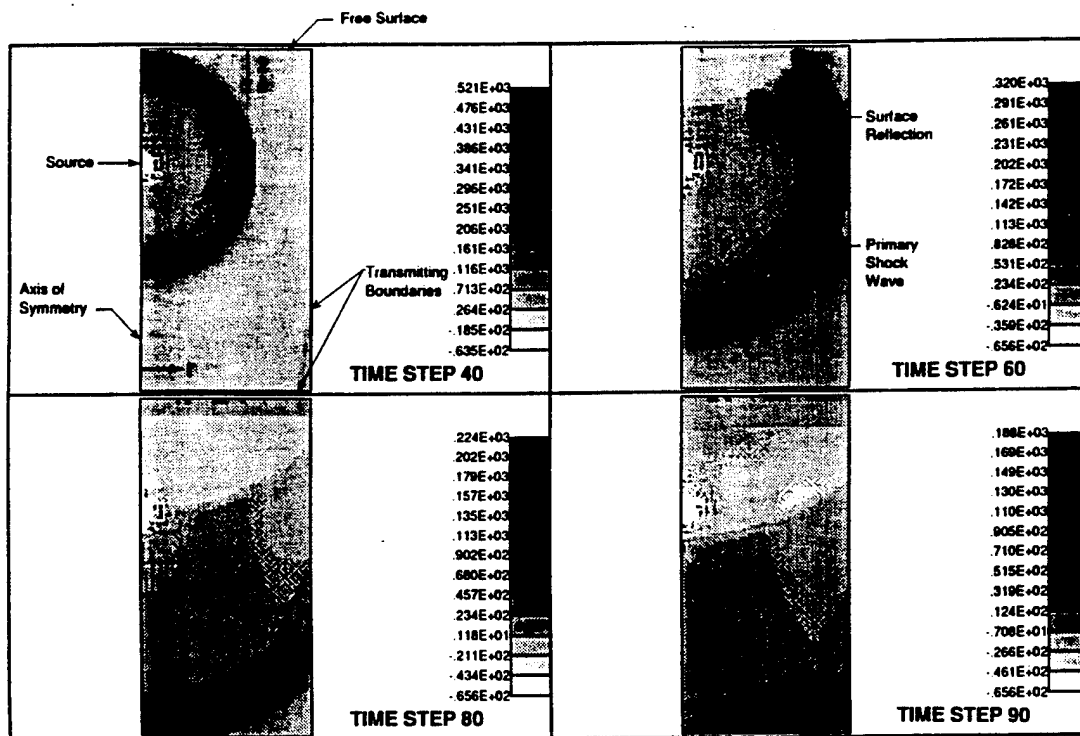 Free Surface
Source
Axis of
Symmetry
Transmitting
Boundaries
.521E+03
.476E+03
.431E+03
.386E+03
.341E+03
.296E+03
251E+03
206E+03
.161E+03
.116E+03
.713E+02
.264E+02
-.185E+02
-.635E+02
TIME STEP 40
Surface
Reflection
Primary
Shock
Wave
.320E+03
.291E+03
.261E+03
.231E+03
.202E+03
.172E+03
.142E+03
.113E+03
.828E+02
.531E+02
.234E+02
-.624E+01
-.359E+02
-.656E+02
TIME STEP 60
.224E+03
.202E+03
.179E+03
.157E+03
.135E+03
.113E+03
.902E+02
.680E+02
.457E+02
.234E+02
.118E+01
-.211E+02
-.434E+02
-.656E+02
TIME STEP 80
.188E+03
.169E+03
.149E+03
.130E+03
.110E+03
.905E+02
.710E+02
.515E+02
.319E+02
.124E+02
-.708E+01
-.266E+02
-.461E+02
-.656E+02
TIME STEP 90